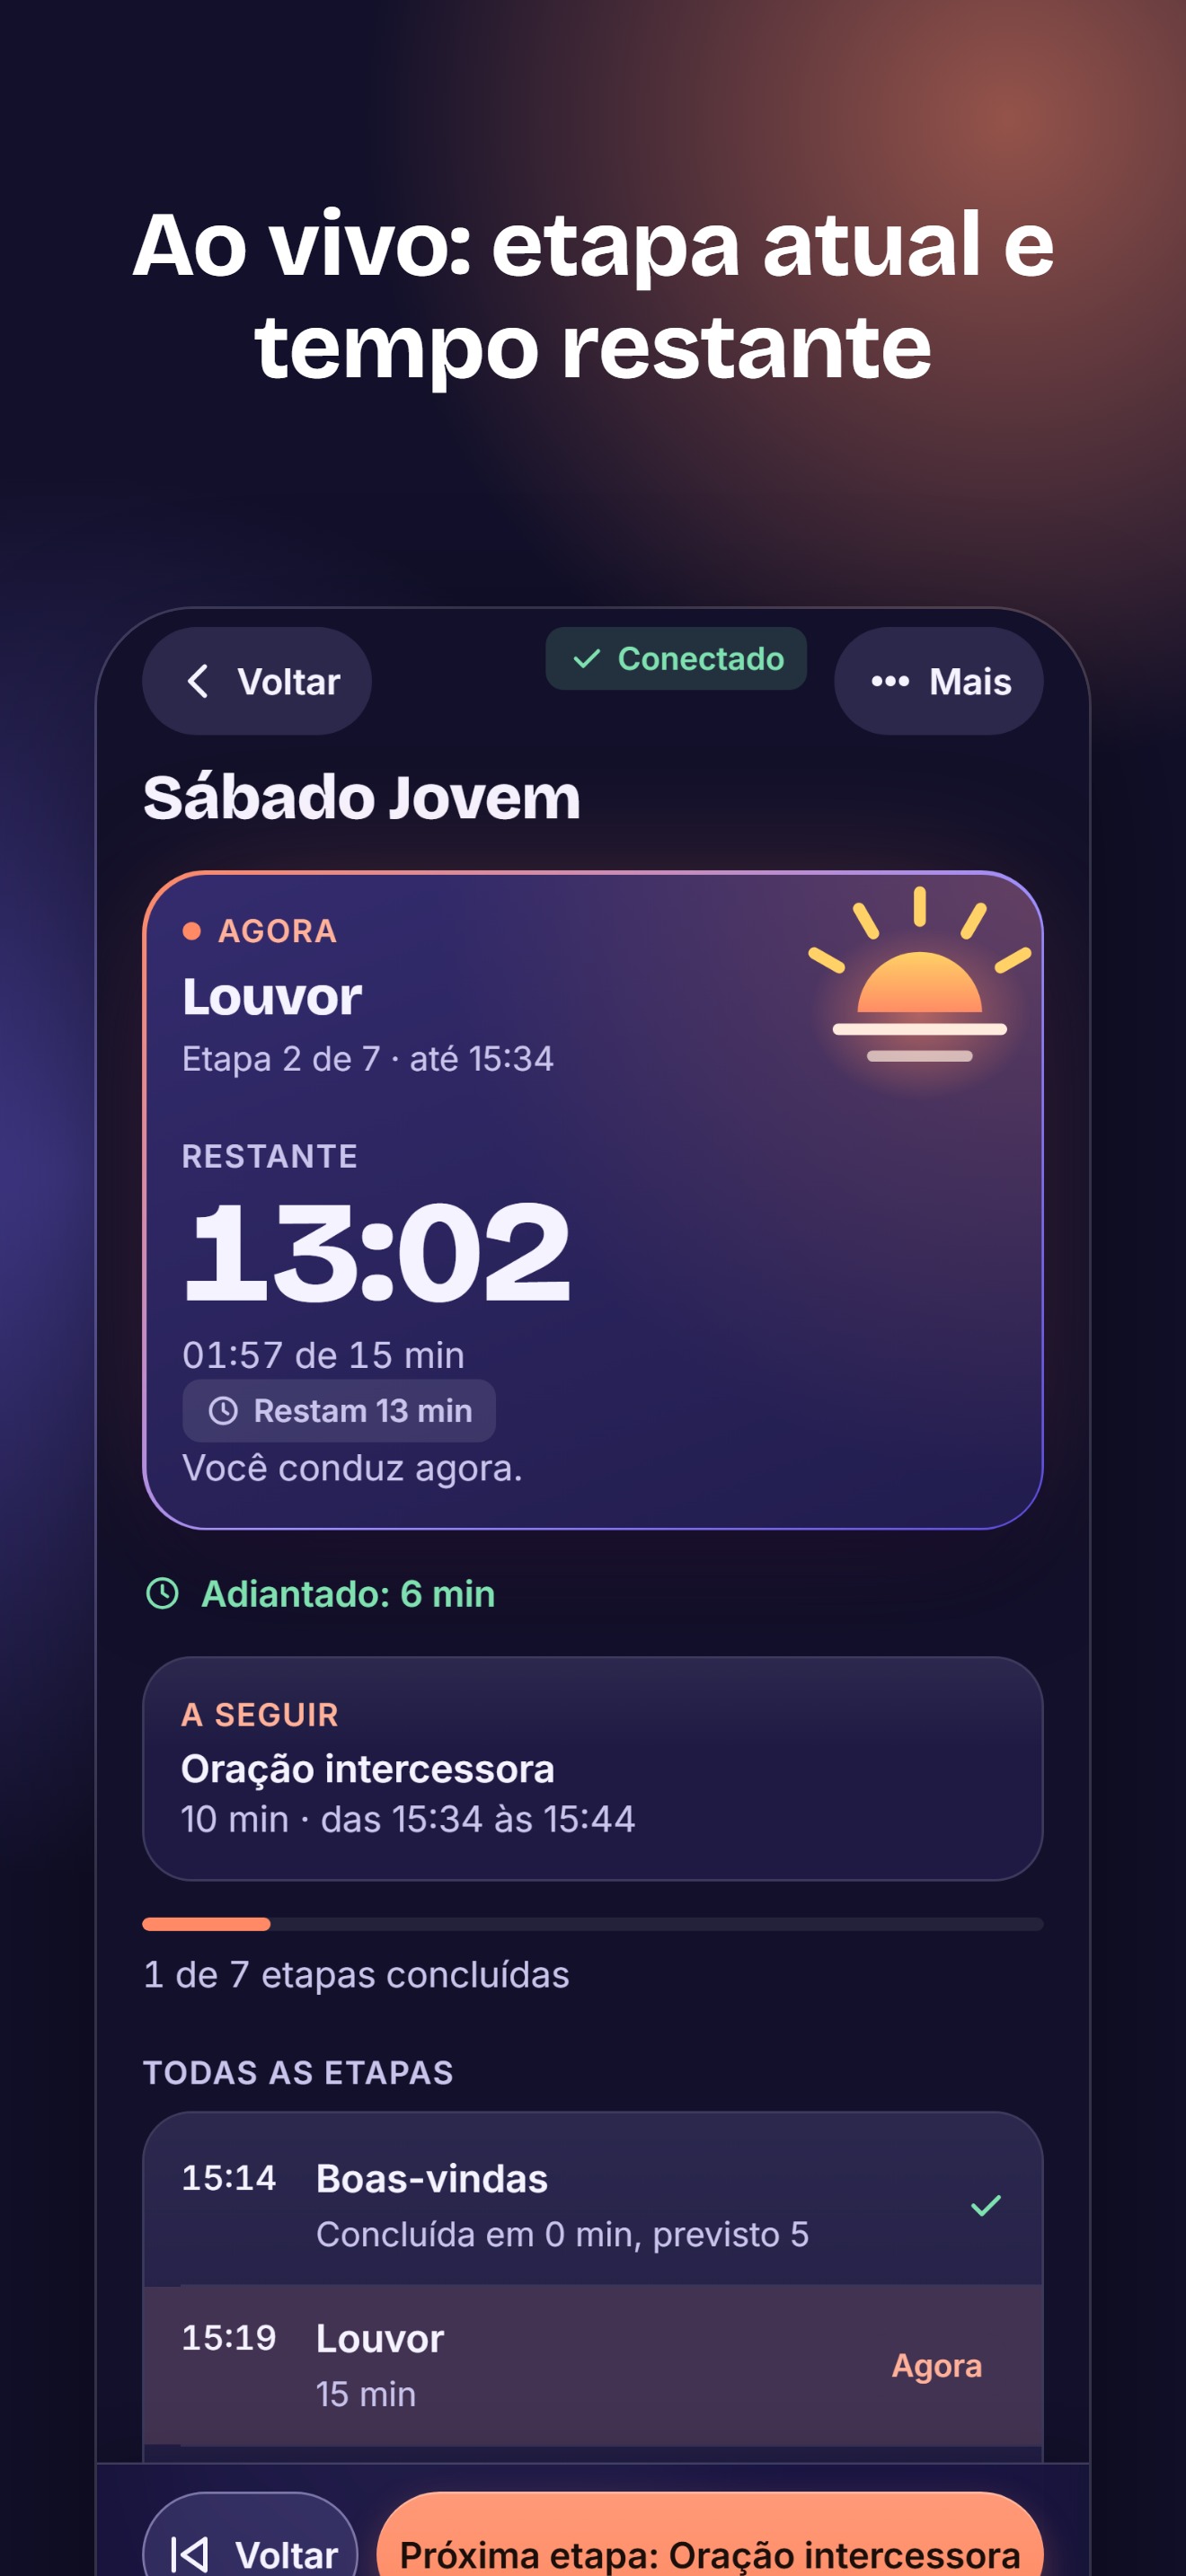 Ao vivo: etapa atual e
tempo restante
Voltar
Conectado
Mais
Sábado Jovem
AGORA
Louvor
Etapa 2 de 7 · até 15:34
RESTANTE
13:02
01:57 de 15 min
Restam 13 min
Você conduz agora.
Adiantado: 6 min
A SEGUIR
Oração intercessora
10 min · das 15:34 às 15:44
1 de 7 etapas concluídas
TODAS AS ETAPAS
15:14 Boas-vindas
Concluída em 0 min, previsto 5
15:19 Louvor
15 min
Agora
Voltar
Próxima etapa: Oração intercessora